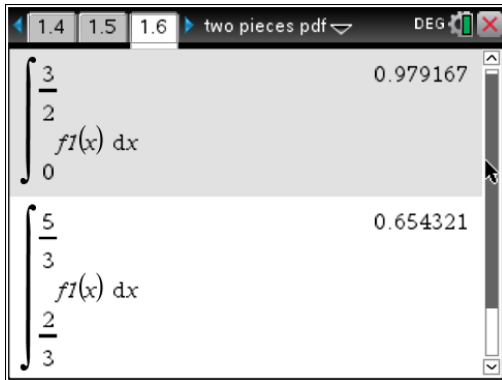 1.4 1.5 1.6 two pieces pdf DEG
∫ 3/2 0 f1(x) dx 0.979167
∫ 5/3 2/3 f1(x) dx 0.654321